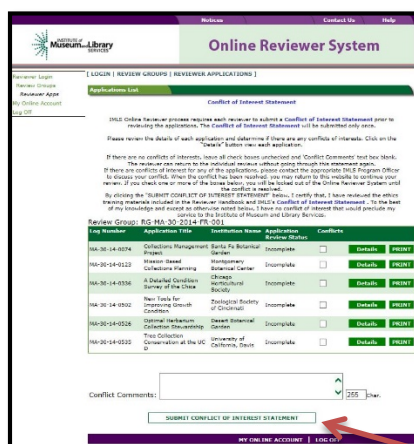 Notices Contact Us Help
INSTITUTE of
Museum and Library
SERVICES
Online Reviewer System
Reviewer Login
Review Groups
Reviewer Apps
My Online Account
Log Off
[ LOGIN | REVIEW GROUPS | REVIEWER APPLICATIONS ]
Applications List
Conflict of Interest Statement
IMLS Online Reviewer process requires each reviewer to submit a Conflict of Interest Statement prior to
reviewing the applications. The Conflict of Interest Statement will be submitted only once.
Please review the details of each application and determine if there are any conflicts of interests. Click on the
"Details" button view each application.
If there are no conflicts of interests, leave all check boxes unchecked and 'Conflict Comments' text box blank.
The reviewer can return to the individual reviews without going through this statement again.
If there are conflicts of interest for any of the applications, please contact the appropriate IMLS Program Officer
to discuss your conflict. When the conflict has been resolved, you may return to this website to continue your
review. If you check one or more of the boxes below, you will be locked out of the Online Reviewer System until
the conflict is resolved.
By clicking the "SUBMIT CONFLICT OF INTEREST STATEMENT" below, I certify that, I have reviewed the ethics
training materials included in the Reviewer Handbook and IMLS's Conflict of Interest Statement . To the best
of my knowledge and except as otherwise noted below, I have no conflict of interest that would preclude my
service to the Institute of Museum and Library Services.
Review Group: RG-MA-30-2014-FR-001
Log Number Application Title Institution Name Application Review Status Conflicts
MA-30-14-0074 Collections Management Project Santa Fe Botanical Garden Incomplete Details PRINT
MA-30-14-0123 Mission Based Collections Planning Montgomery Botanical Center Incomplete Details PRINT
MA-30-14-0336 A Detailed Condition Survey of the Chica Chicago Horticultural Society Incomplete Details PRINT
MA-30-14-0502 New Tools for Improving Growth Condition Zoological Society of Cincinnati Incomplete Details PRINT
MA-30-14-0526 Optimal Herbarium Collection Stewardship Desert Botanical Garden Incomplete Details PRINT
MA-30-14-0535 Tree Collection Conservation at the UC D University of California, Davis Incomplete Details PRINT
Conflict Comments: 255 char.
SUBMIT CONFLICT OF INTEREST STATEMENT
MY ONLINE ACCOUNT | LOG OFF